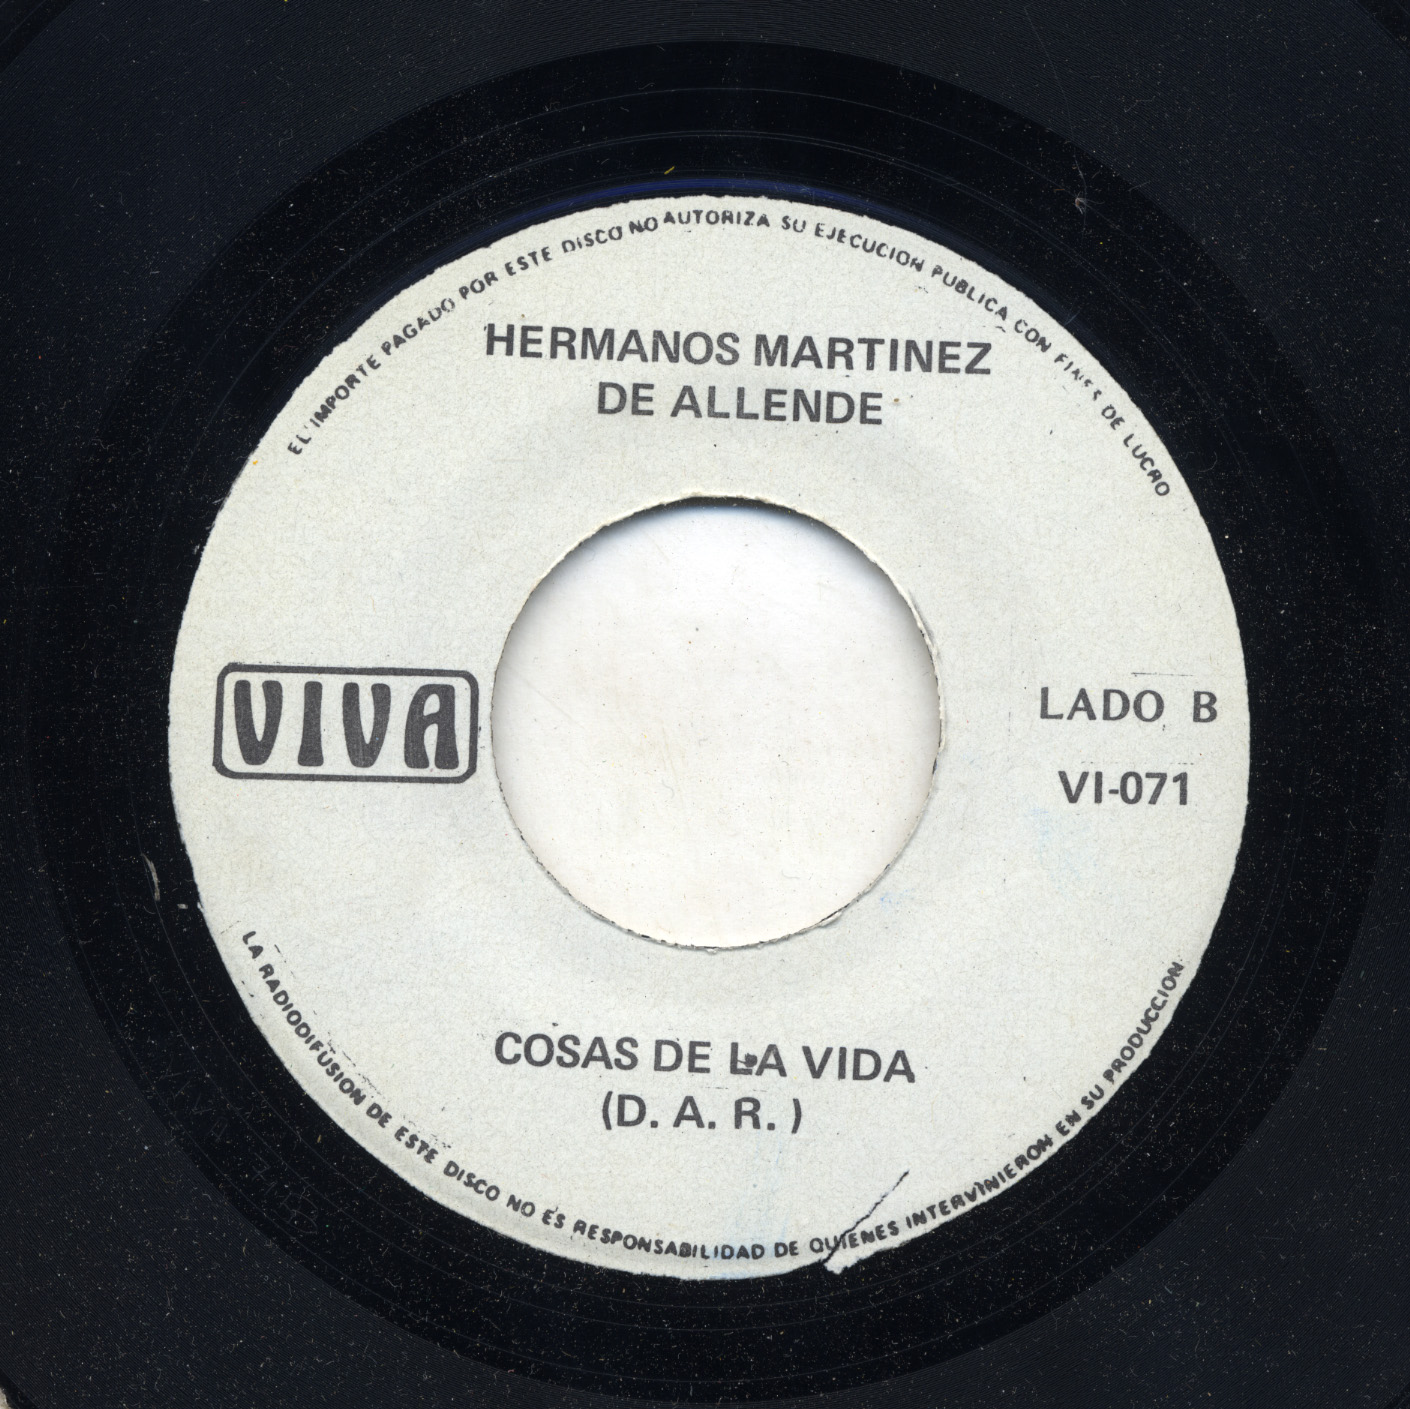 EL IMPORTE PAGADO POR ESTE DISCO NO AUTORIZA SU EJECUCION PUBLICA CON FINES DE LUCRO
HERMANOS MARTINEZ
DE ALLENDE
VIVA
LADO B
VI-071
COSAS DE LA VIDA
(D. A. R. )
LA RADIODIFUSION DE ESTE DISCO NO ES RESPONSABILIDAD DE QUIENES INTERVINIERON EN SU PRODUCCION